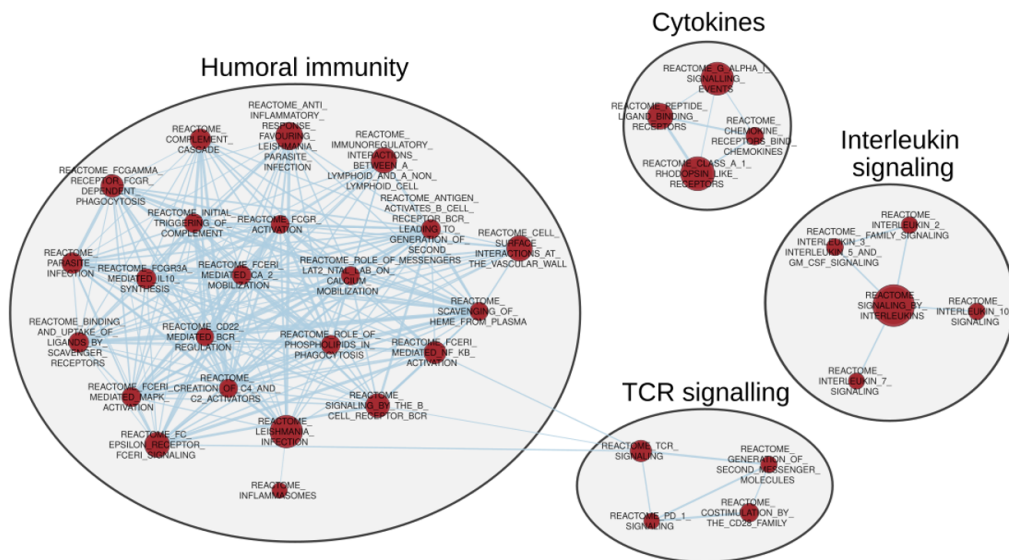 Cytokines
REACTOME_G_ALPHA_I_
SIGNALLING_
EVENTS
REACTOME_PEPTIDE_
LIGAND_BINDING_
RECEPTORS
REACTOME_
CHEMOKINE_
RECEPTORS_BIND_
CHEMOKINES
REACTOME_CLASS_A_1_
RHODOPSIN_LIKE_
RECEPTORS
Humoral immunity
REACTOME_
COMPLEMENT_
CASCADE
REACTOME_ANTI_
INFLAMMATORY_
RESPONSE_
FAVOURING_
LEISHMANIA_
PARASITE_
INFECTION
REACTOME_
IMMUNOREGULATORY_
INTERACTIONS_
BETWEEN_A_
LYMPHOID_AND_A_NON_
LYMPHOID_CELL
REACTOME_FCGAMMA_
RECEPTOR_FCGR_
DEPENDENT_
PHAGOCYTOSIS
REACTOME_INITIAL_
TRIGGERING_OF_
COMPLEMENT
REACTOME_FCGR_
ACTIVATION
REACTOME_ANTIGEN_
ACTIVATES_B_CELL_
RECEPTOR_BCR_
LEADING_TO_
GENERATION_OF_
SECOND_
MESSENGERS
REACTOME_CELL_
SURFACE_
INTERACTIONS_AT_
THE_VASCULAR_WALL
REACTOME_
PARASITE_
INFECTION
REACTOME_FCGR3A_
MEDIATED_IL10_
SYNTHESIS
REACTOME_FCERI_
MEDIATED_CA_2_
MOBILIZATION
REACTOME_ROLE_OF_
LAT2_NTAL_LAB_ON_
CALCIUM_
MOBILIZATION
REACTOME_
SCAVENGING_OF_
HEME_FROM_PLASMA
REACTOME_BINDING_
AND_UPTAKE_OF_
LIGANDS_BY_
SCAVENGER_
RECEPTORS
REACTOME_CD22_
MEDIATED_BCR_
REGULATION
REACTOME_ROLE_OF_
PHOSPHOLIPIDS_IN_
PHAGOCYTOSIS
REACTOME_FCERI_
MEDIATED_NF_KB_
ACTIVATION
REACTOME_FCERI_
MEDIATED_MAPK_
ACTIVATION
REACTOME_
CREATION_OF_C4_AND_
C2_ACTIVATORS
REACTOME_
SIGNALING_BY_THE_B_
CELL_RECEPTOR_BCR
REACTOME_FC_
EPSILON_RECEPTOR_
FCERI_SIGNALING
REACTOME_
LEISHMANIA_
INFECTION
REACTOME_
INFLAMMASOMES
Interleukin
signaling
REACTOME_
INTERLEUKIN_2_
FAMILY_SIGNALING
REACTOME_
INTERLEUKIN_3_
INTERLEUKIN_5_AND_
GM_CSF_SIGNALING
REACTOME_
SIGNALING_BY_
INTERLEUKINS
REACTOME_
INTERLEUKIN_10_
SIGNALING
REACTOME_
INTERLEUKIN_7_
SIGNALING
TCR signalling
REACTOME_TCR_
SIGNALING
REACTOME_
GENERATION_OF_
SECOND_MESSENGER_
MOLECULES
REACTOME_PD_1_
SIGNALING
REACTOME_
COSTIMULATION_BY_
THE_CD28_FAMILY